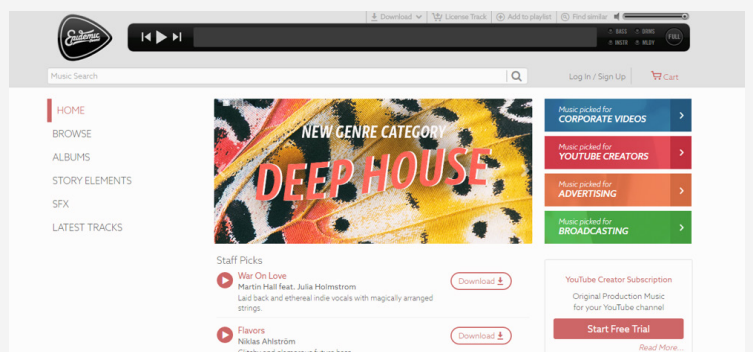 Download
License Track
Add to playlist
Find similar
Epidemic
BASS
DRMS
INSTR
MLDY
FULL
Music Search
Log In / Sign Up
Cart
HOME
BROWSE
ALBUMS
STORY ELEMENTS
SFX
LATEST TRACKS
NEW GENRE CATEGORY
DEEP HOUSE
Music picked for
CORPORATE VIDEOS
Music picked for
YOUTUBE CREATORS
Music picked for
ADVERTISING
Music picked for
BROADCASTING
Staff Picks
War On Love
Martin Hall feat. Julia Holmstrom
Laid back and ethereal indie vocals with magically arranged
strings.
Download
Flavors
Niklas Ahlström
Download
YouTube Creator Subscription
Original Production Music
for your YouTube channel
Start Free Trial
Read More...